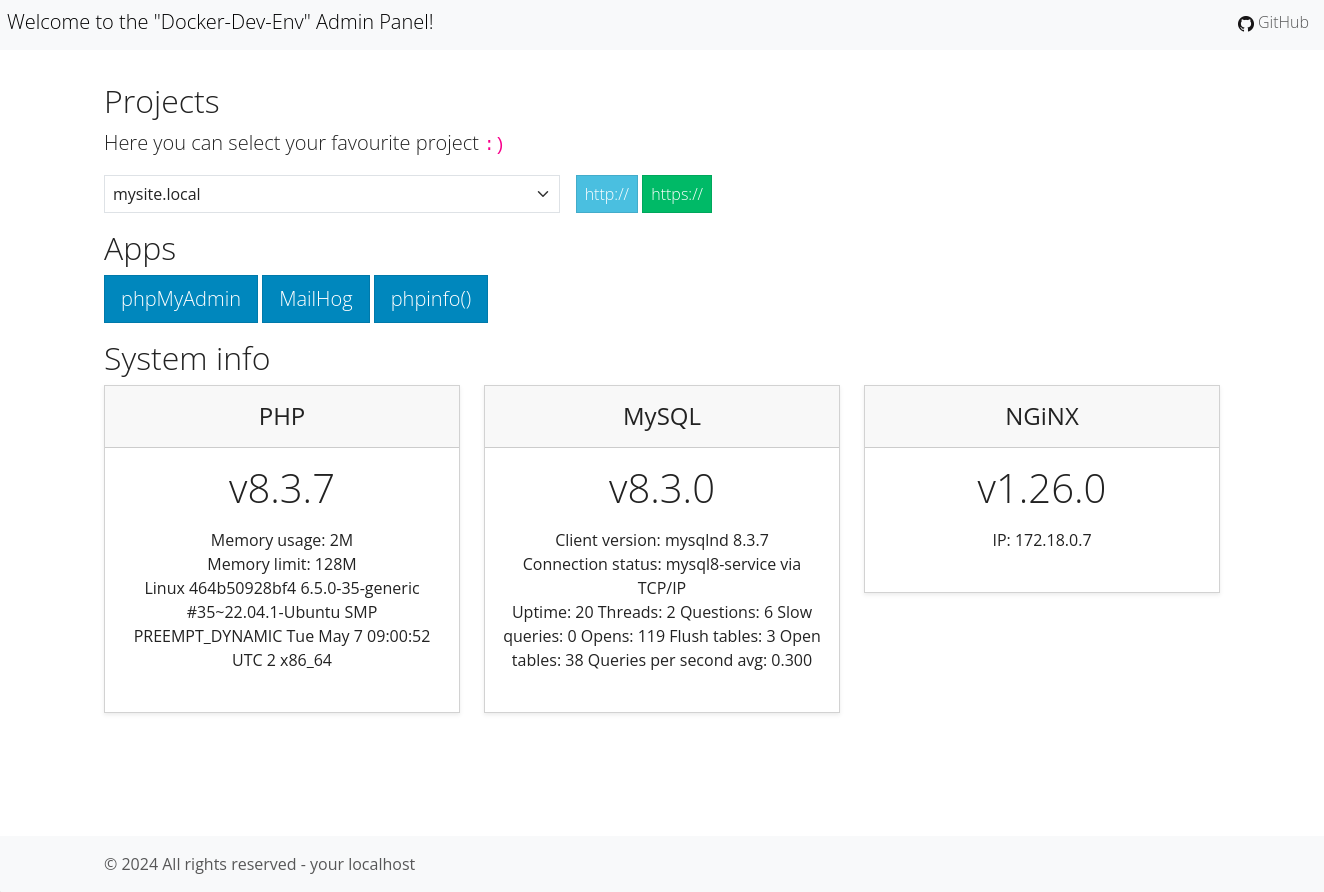 Welcome to the "Docker-Dev-Env" Admin Panel!
GitHub
Projects
Here you can select your favourite project :)
mysite.local
http://
https://
Apps
phpMyAdmin
MailHog
phpinfo()
System info
PHP
v8.3.7
Memory usage: 2M
Memory limit: 128M
Linux 464b50928bf4 6.5.0-35-generic
#35~22.04.1-Ubuntu SMP
PREEMPT_DYNAMIC Tue May 7 09:00:52
UTC 2 x86_64
MySQL
v8.3.0
Client version: mysqlnd 8.3.7
Connection status: mysql8-service via
TCP/IP
Uptime: 20 Threads: 2 Questions: 6 Slow
queries: 0 Opens: 119 Flush tables: 3 Open
tables: 38 Queries per second avg: 0.300
NGiNX
v1.26.0
IP: 172.18.0.7
© 2024 All rights reserved - your localhost